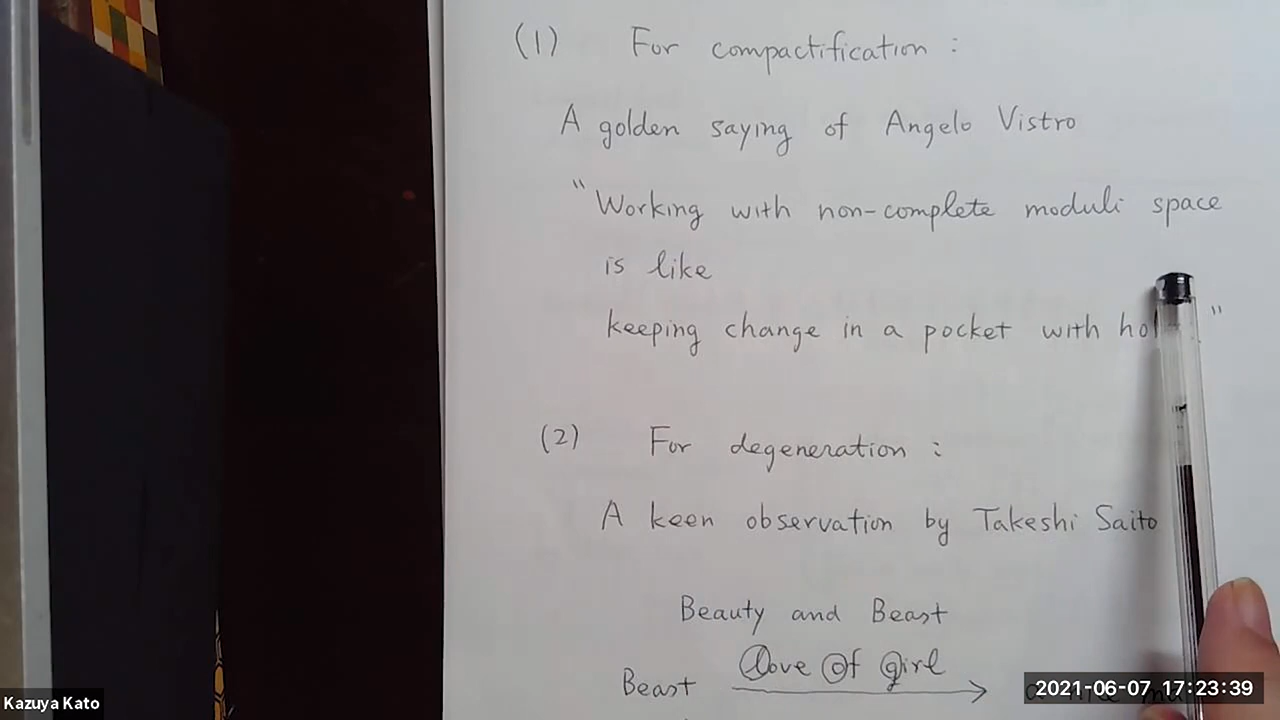 (1) For compactification :
A golden saying of Angelo Vistro
"Working with non-complete moduli space
is like
keeping change in a pocket with "
(2) For degeneration :
A keen observation by Takeshi Saito
Beauty and Beast
love of girl
Beast
Kazuya Kato
2021-06-07 17:23:39